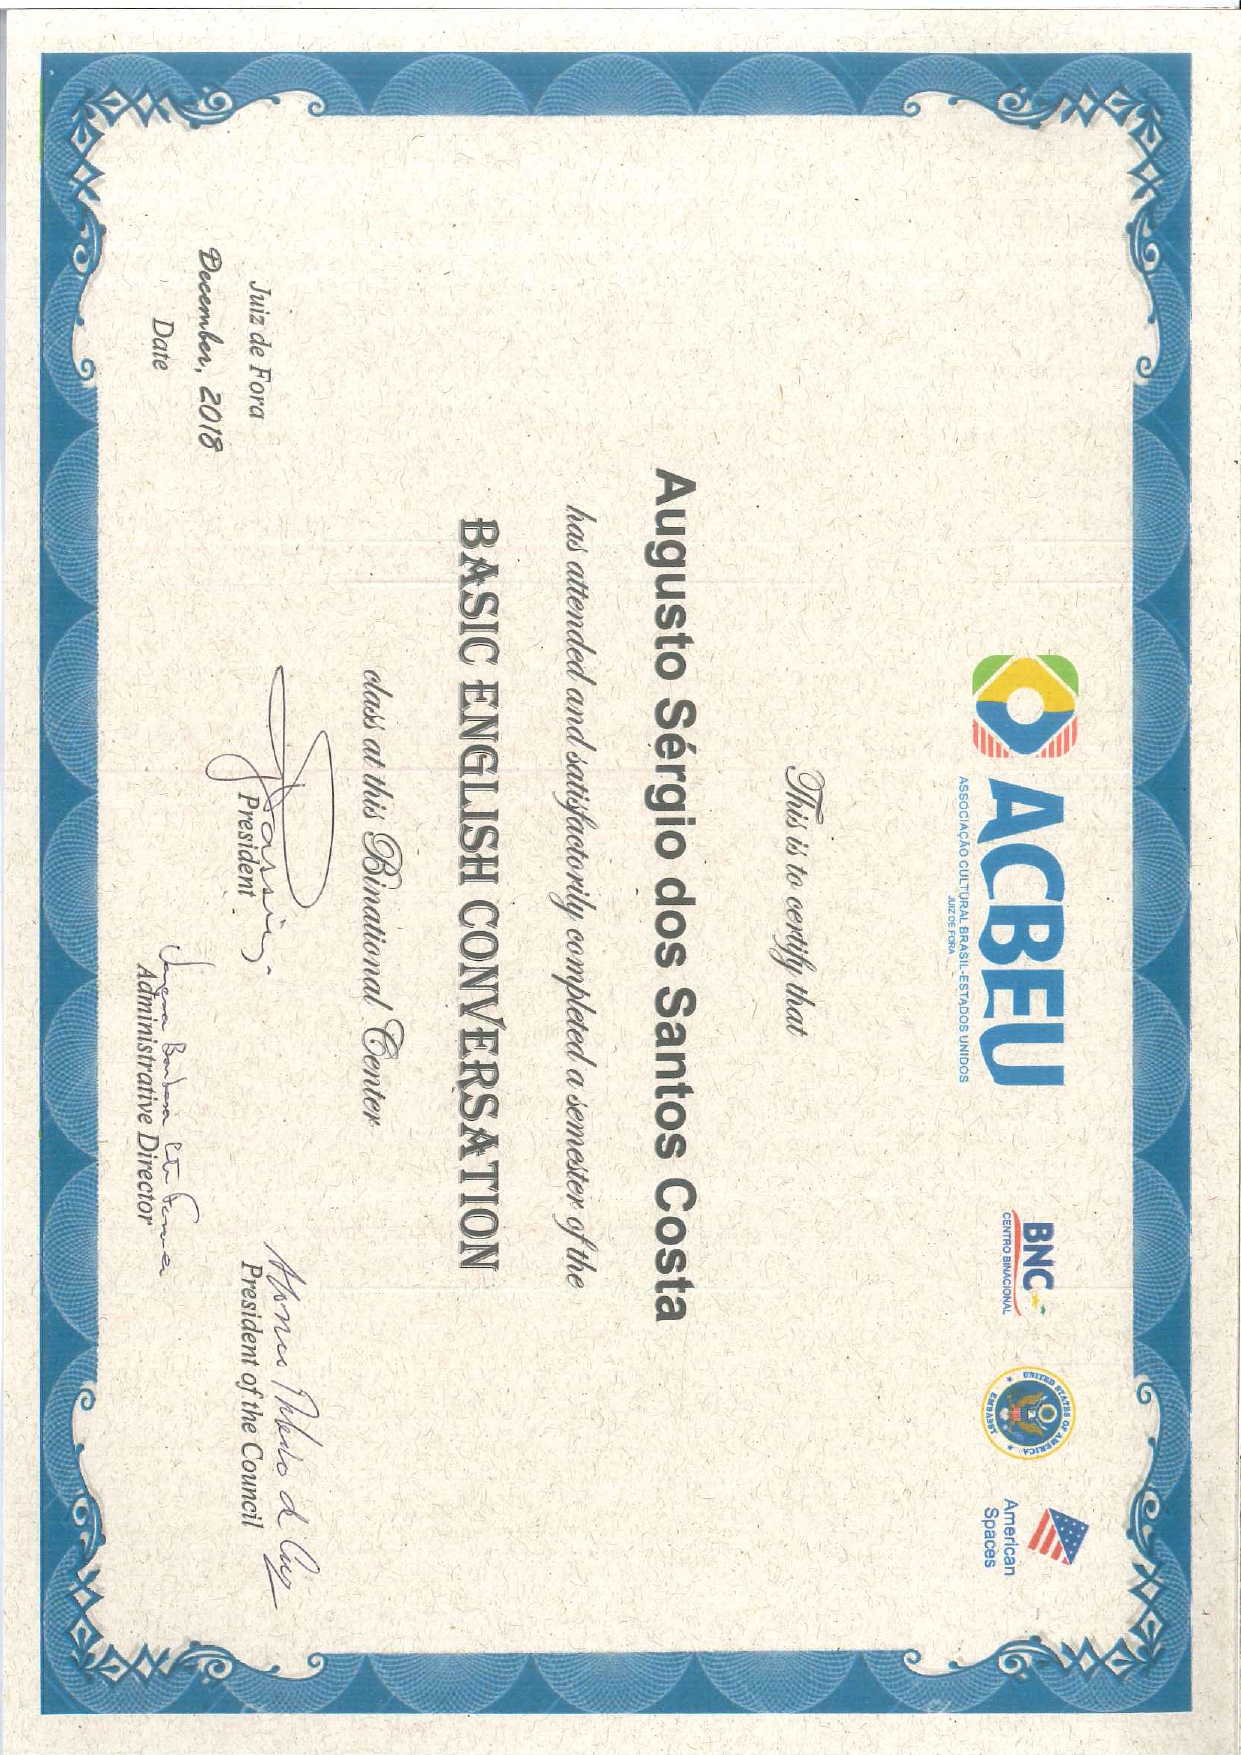 ACBEU
ASSOCIAÇÃO CULTURAL BRASIL-ESTADOS UNIDOS
JUIZ DE FORA
BNC
CENTRO BINACIONAL
UNITED STATES OF AMERICA
EMBASSY
American
Spaces
This is to certify that
Augusto Sérgio dos Santos Costa
has attended and satisfactorily completed a semester of the
BASIC ENGLISH CONVERSATION
class at this Binational Center
Juiz de Fora
December, 2018
Date
President
President of the Council
Barbosa
Administrative Director